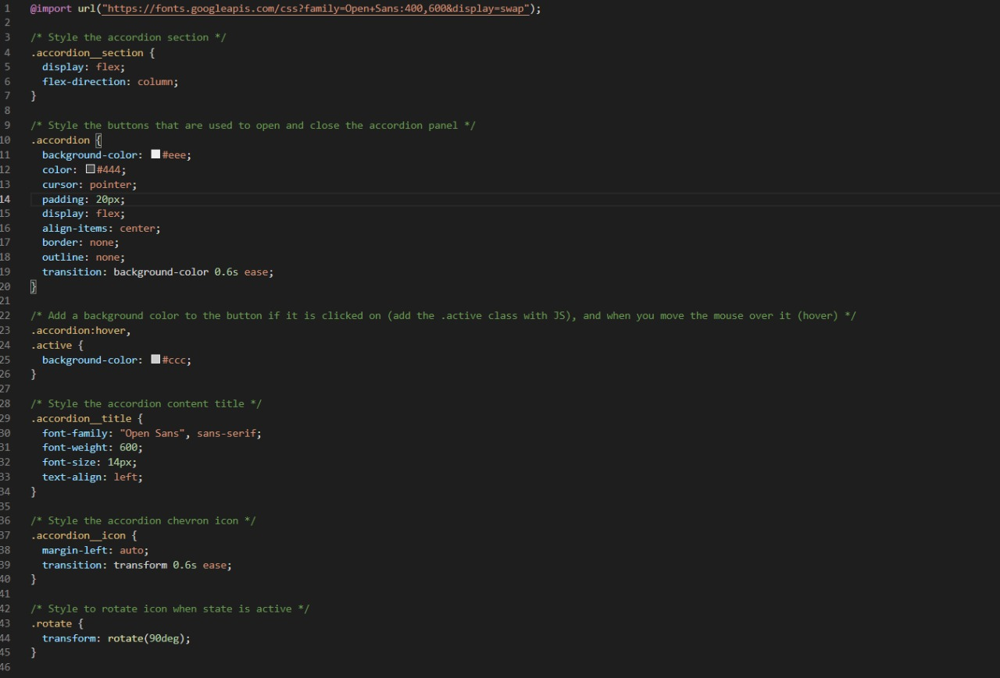 1 @import url("https://fonts.googleapis.com/css?family=Open+Sans:400,600&display=swap");
2
3 /* Style the accordion section */
4 .accordion__section {
5   display: flex;
6   flex-direction: column;
7 }
8
9 /* Style the buttons that are used to open and close the accordion panel */
10 .accordion {
11   background-color: #eee;
12   color: #444;
13   cursor: pointer;
14   padding: 20px;
15   display: flex;
16   align-items: center;
17   border: none;
18   outline: none;
19   transition: background-color 0.6s ease;
20 }
21
22 /* Add a background color to the button if it is clicked on (add the .active class with JS), and when you move the mouse over it (hover) */
23 .accordion:hover,
24 .active {
25   background-color: #ccc;
26 }
27
28 /* Style the accordion content title */
29 .accordion__title {
30   font-family: "Open Sans", sans-serif;
31   font-weight: 600;
32   font-size: 14px;
33   text-align: left;
34 }
35
36 /* Style the accordion chevron icon */
37 .accordion__icon {
38   margin-left: auto;
39   transition: transform 0.6s ease;
40 }
41
42 /* Style to rotate icon when state is active */
43 .rotate {
44   transform: rotate(90deg);
45 }
46